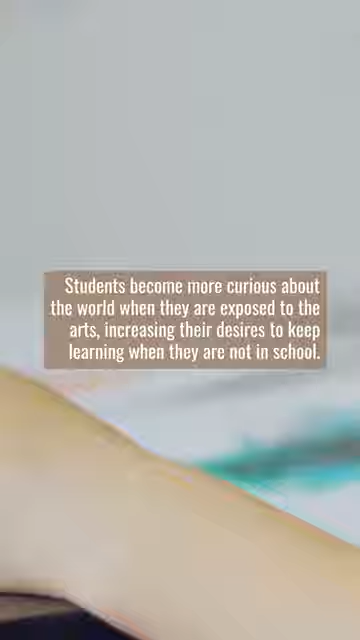 Students become more curious about
the world when they are exposed to the
arts, increasing their desires to keep
learning when they are not in school.